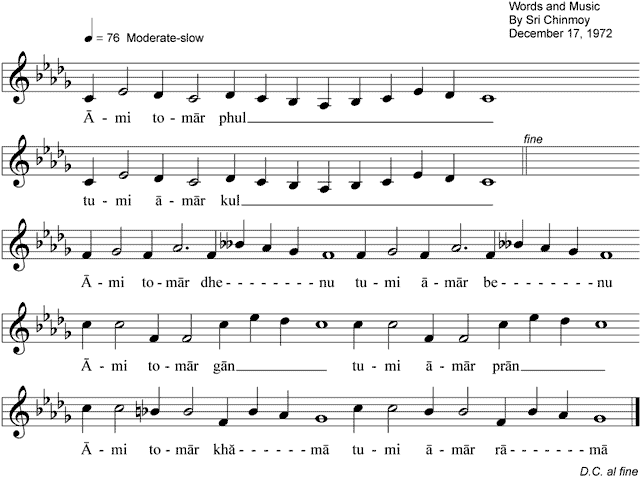 Words and Music
By Sri Chinmoy
December 17, 1972
= 76 Moderate-slow
Ā-mi to-mār phul
fine
tu-mi ā-mār kul
Ā-mi to-mār dhe--------nu tu-mi ā-mār be--------nu
Ā-mi to-mār gān tu-mi ā-mār prān
Ā-mi to-mār khā----mā tu-mi ā-mār rā----mā
D.C. al fine